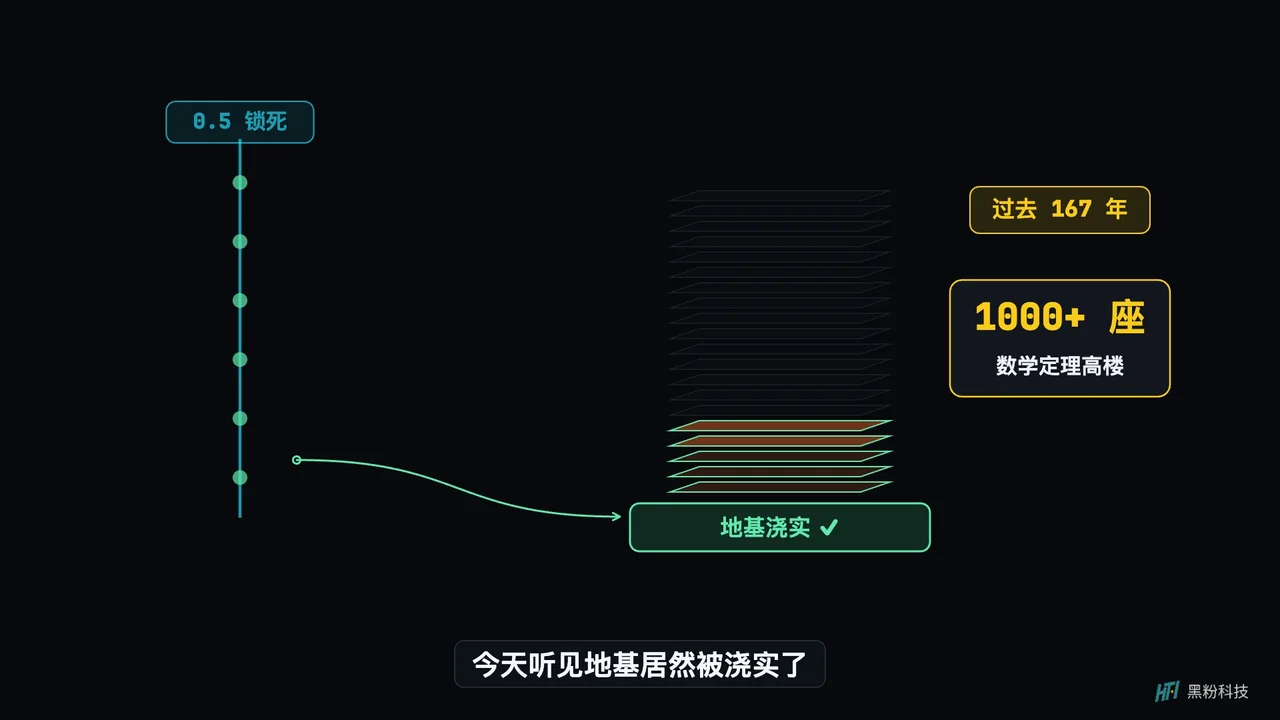 0.5 锁死
过去 167 年
1000+ 座
数学定理高楼
地基浇实 ✓
今天听见地基居然被浇实了
HTI 黑粉科技